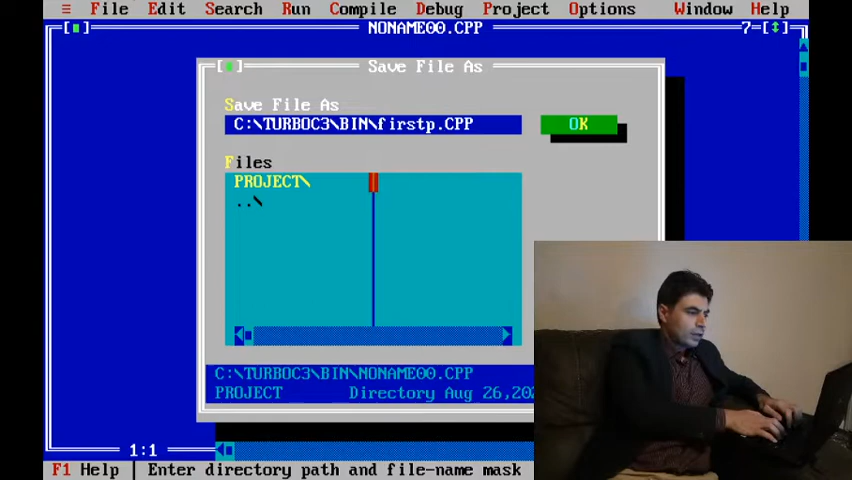 ≡ File Edit Search Run Compile Debug Project Options Window Help
NONAME00.CPP 7=[↕]
Save File As
Save File As
C:\TURBOC3\BIN\firstp.CPP OK
Files
PROJECT\
..\
C:\TURBOC3\BIN\NONAME00.CPP
PROJECT Directory Aug 26,
1:1
F1 Help | Enter directory path and file-name mask